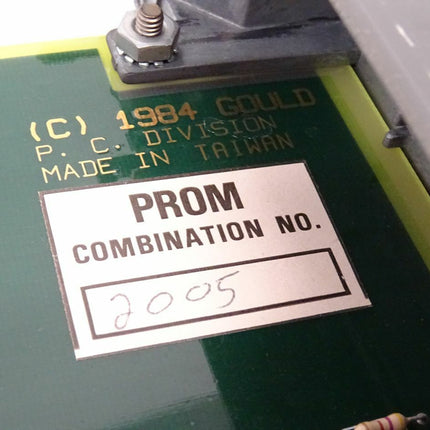 (C) 1984 GOULD
P. C. DIVISION
MADE IN TAIWAN
PROM
COMBINATION NO.
2005